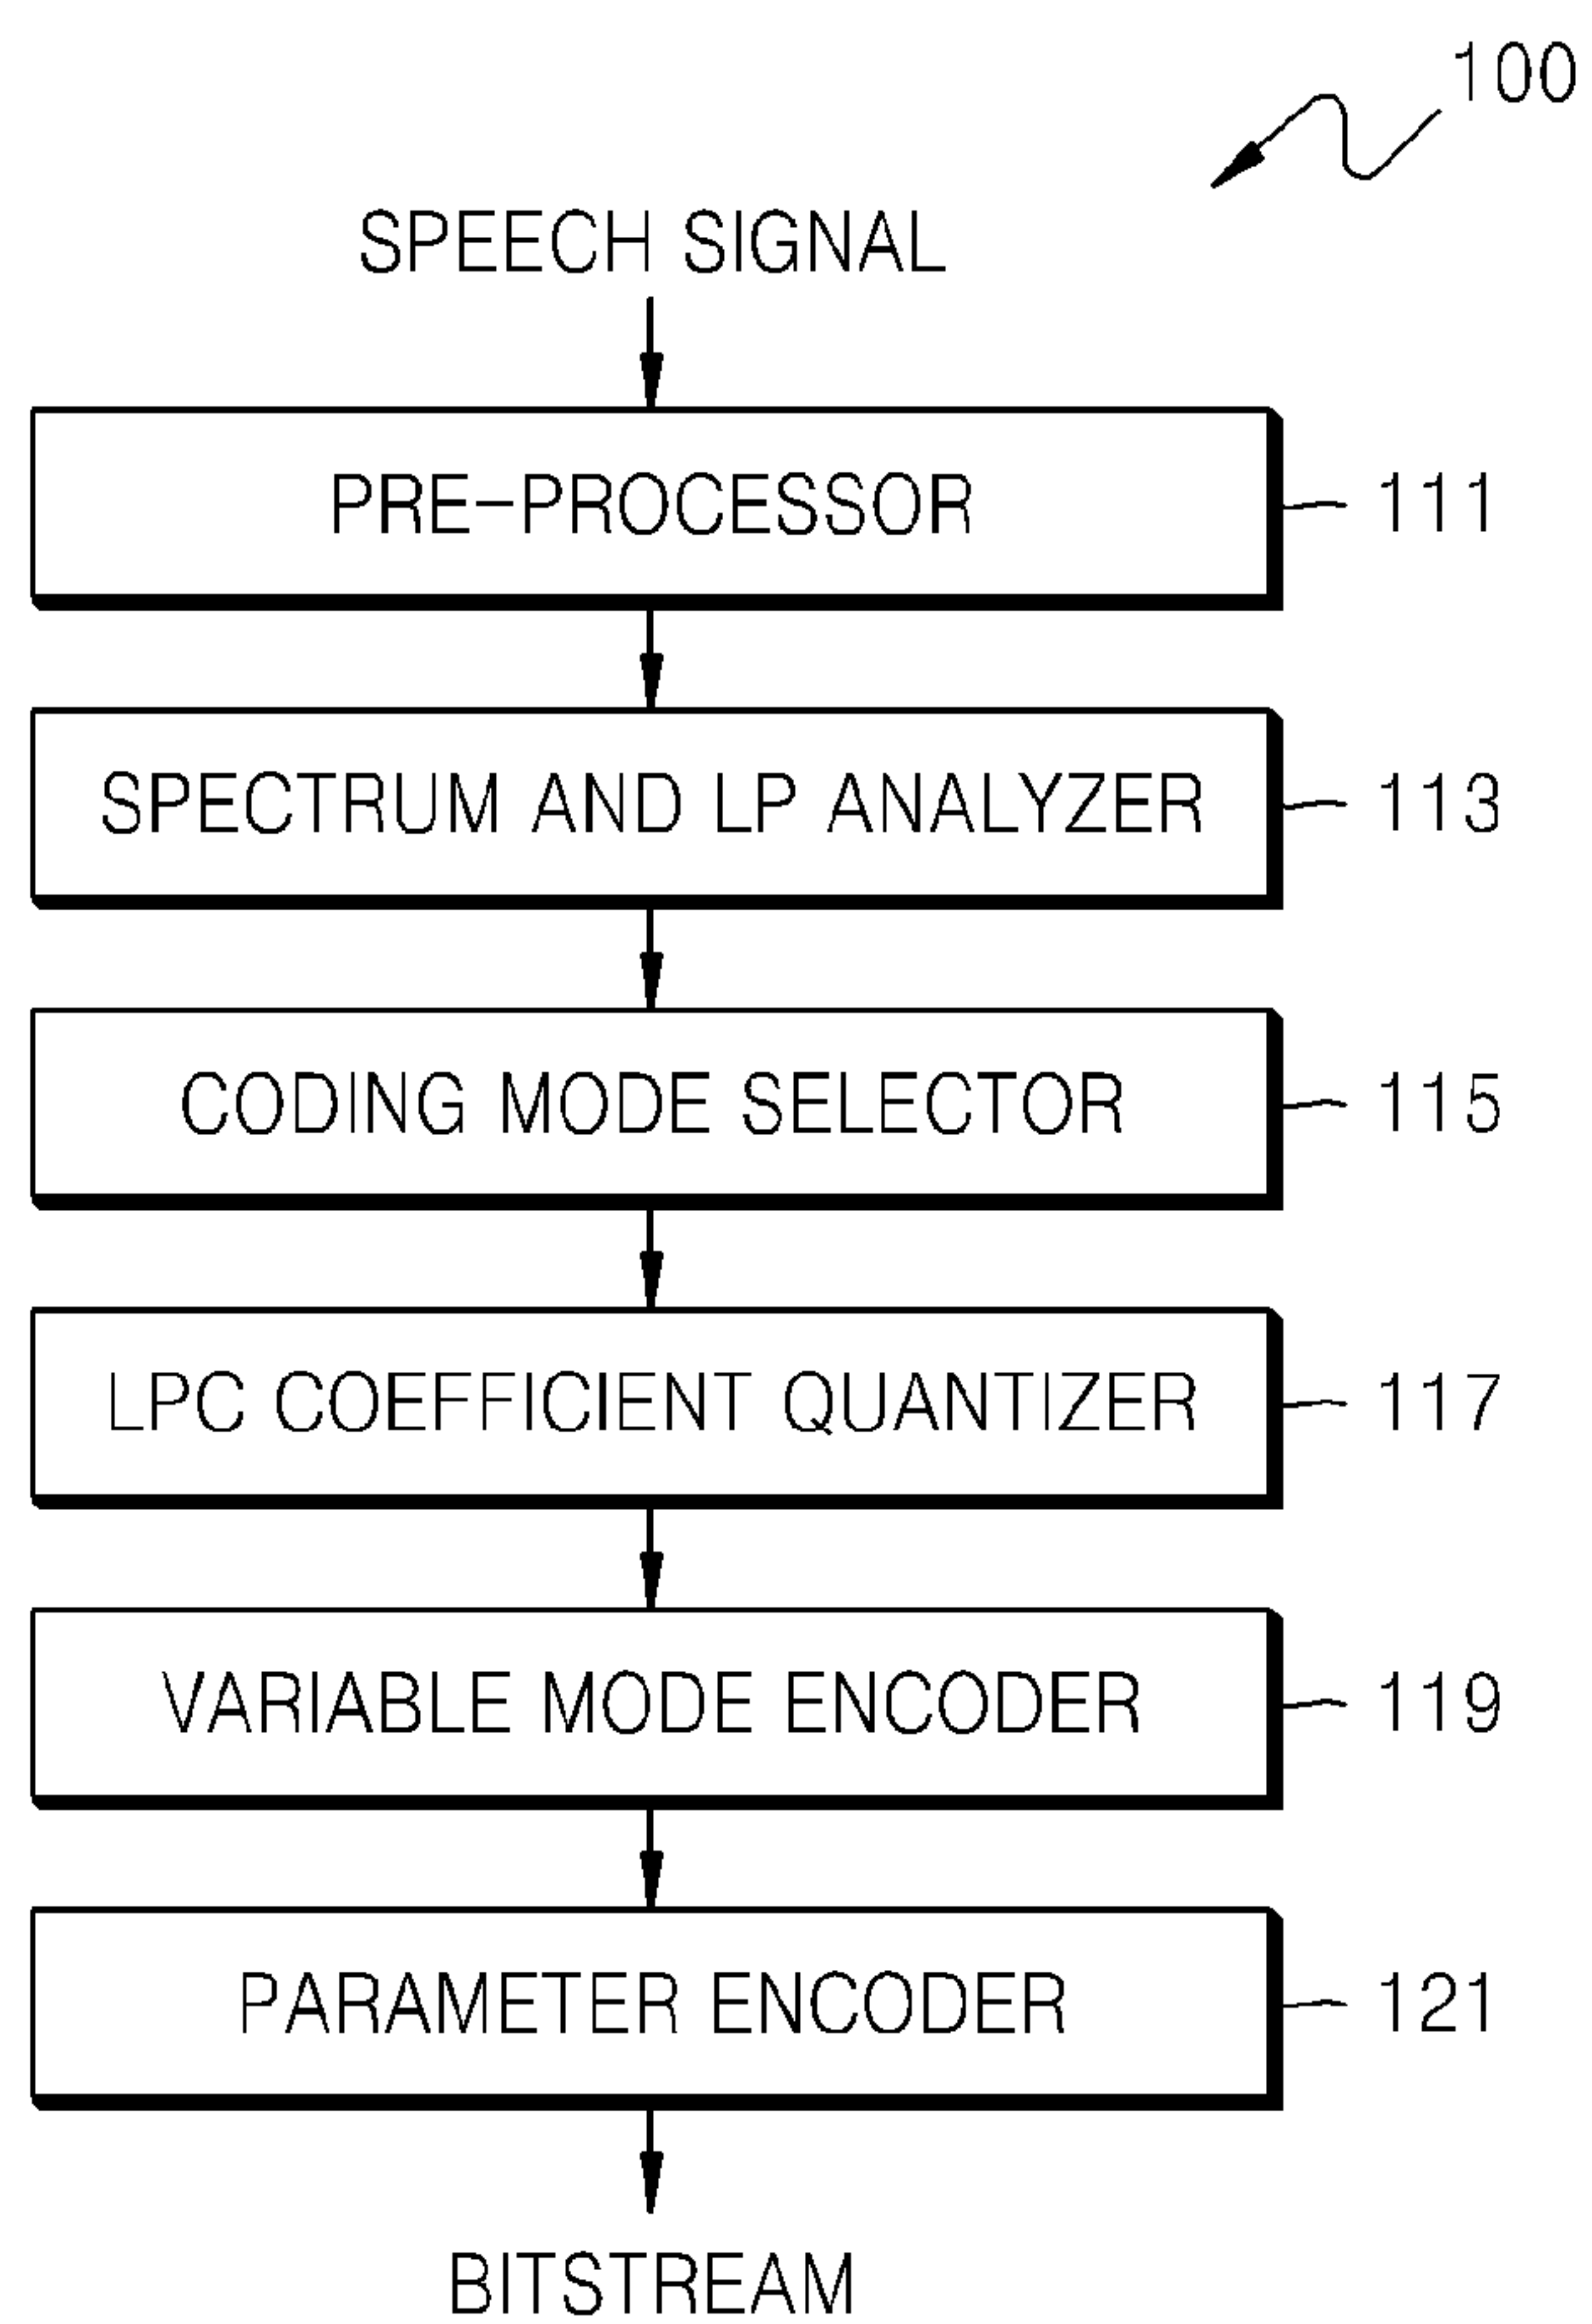 100
SPEECH SIGNAL
PRE-PROCESSOR 111
SPECTRUM AND LP ANALYZER 113
CODING MODE SELECTOR 115
LPC COEFFICIENT QUANTIZER 117
VARIABLE MODE ENCODER 119
PARAMETER ENCODER 121
BITSTREAM